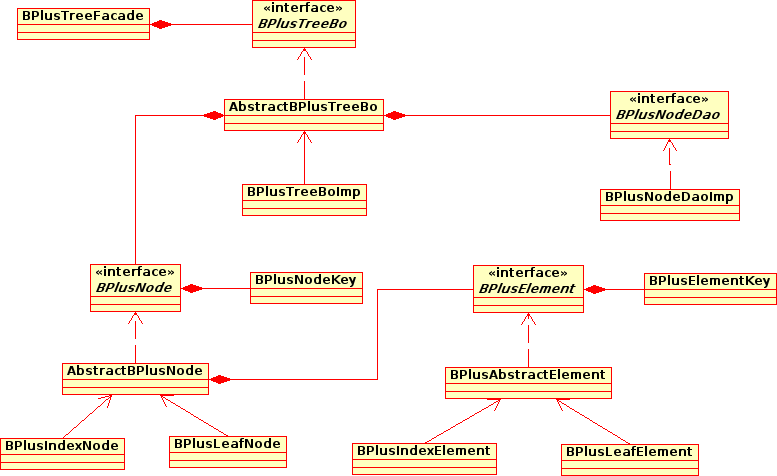 BPlusTreeFacade
«interface»
BPlusTreeBo
AbstractBPlusTreeBo
«interface»
BPlusNodeDao
BPlusTreeBoImp
BPlusNodeDaoImp
«interface»
BPlusNode
BPlusNodeKey
«interface»
BPlusElement
BPlusElementKey
AbstractBPlusNode
BPlusAbstractElement
BPlusIndexNode
BPlusLeafNode
BPlusIndexElement
BPlusLeafElement